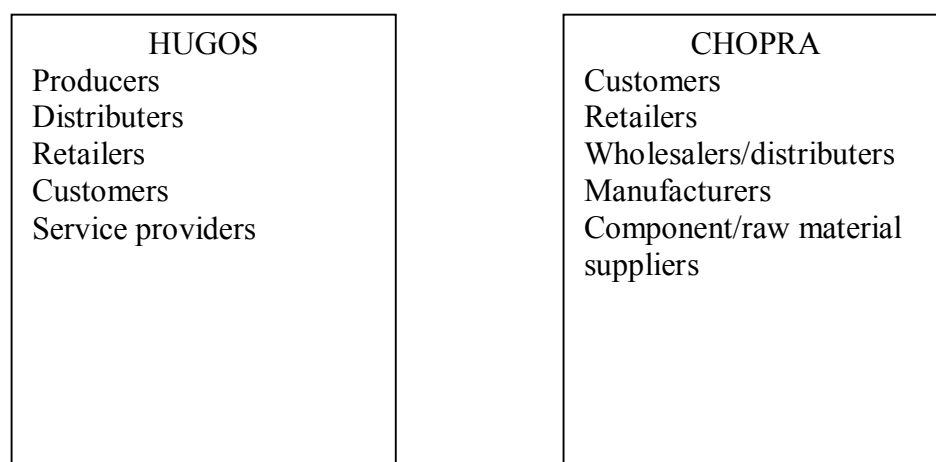 HUGOS
Producers
Distributers
Retailers
Customers
Service providers
CHOPRA
Customers
Retailers
Wholesalers/distributers
Manufacturers
Component/raw material
suppliers